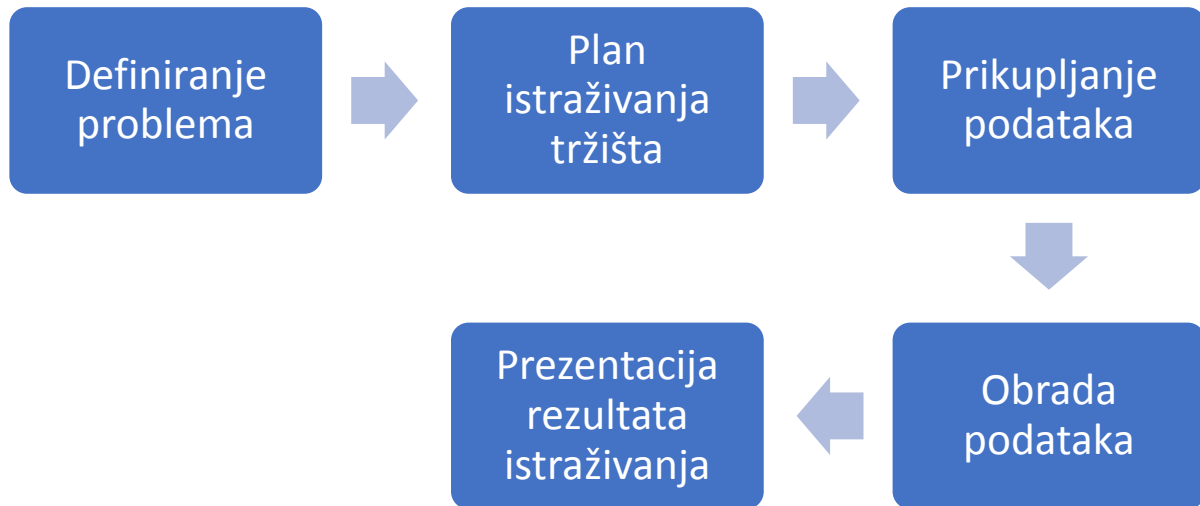 Definiranje
problema
Plan
istraživanja
tržišta
Prikupljanje
podataka
Obrada
podataka
Prezentacija
rezultata
istraživanja